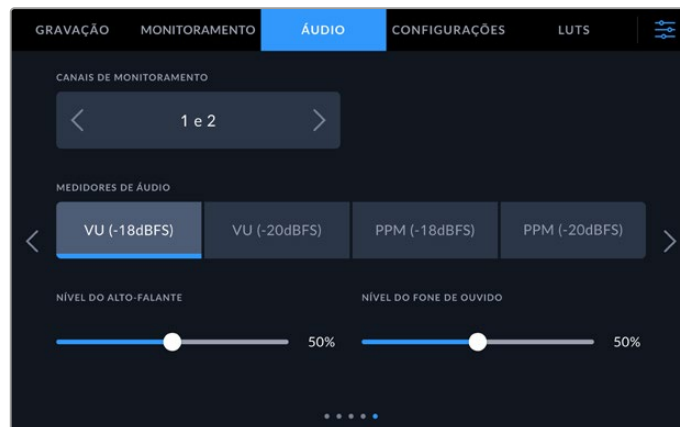 GRAVAÇÃO MONITORAMENTO ÁUDIO CONFIGURAÇÕES LUTS
CANAIS DE MONITORAMENTO
1 e 2
MEDIDORES DE ÁUDIO
VU (-18dBFS) VU (-20dBFS) PPM (-18dBFS) PPM (-20dBFS)
NÍVEL DO ALTO-FALANTE NÍVEL DO FONE DE OUVIDO
50% 50%